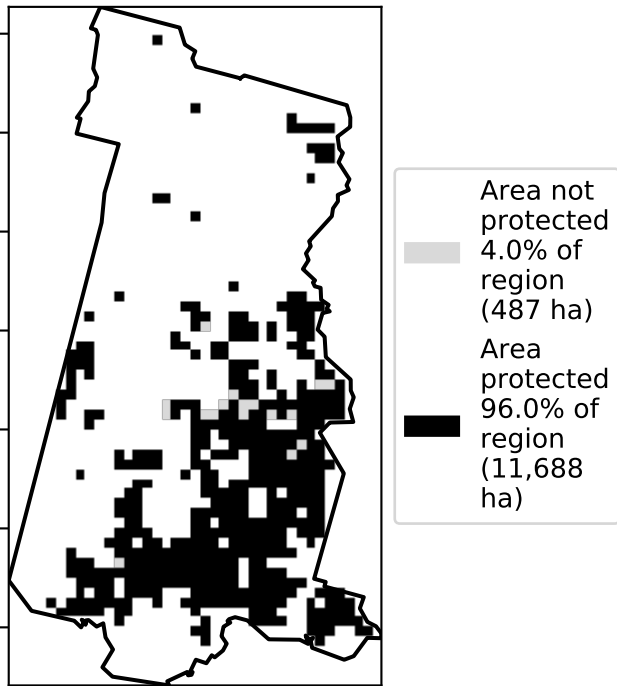 Area not
protected
4.0% of
region
(487 ha)
Area
protected
96.0% of
region
(11,688
ha)